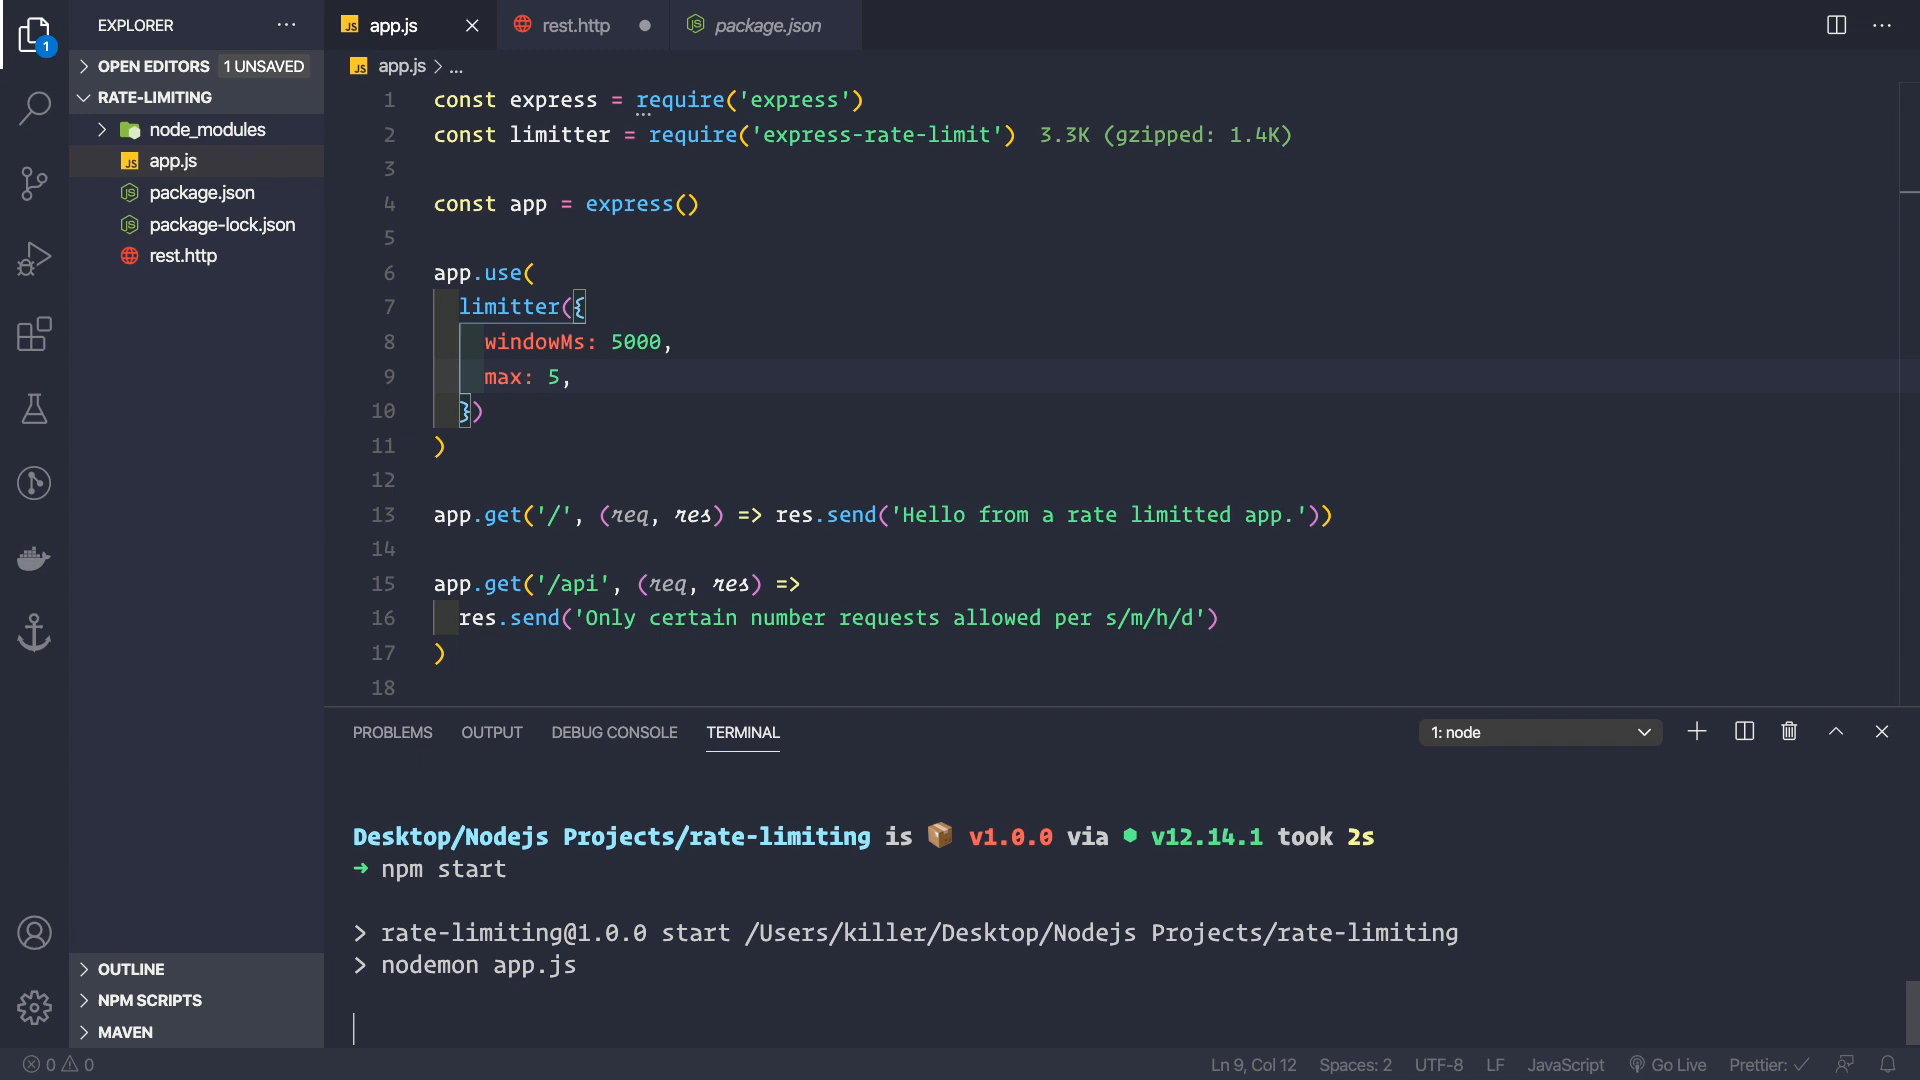 1
EXPLORER
OPEN EDITORS 1 UNSAVED
RATE-LIMITING
node_modules
JS app.js
JS package.json
JS package-lock.json
rest.http
OUTLINE
NPM SCRIPTS
MAVEN
JS app.js
rest.http
JS package.json
JS app.js > ...
1 const express = require('express')
2 const limitter = require('express-rate-limit') 3.3K (gzipped: 1.4K)
3
4 const app = express()
5
6 app.use(
7 limitter({
8 windowMs: 5000,
9 max: 5,
10 })
11 )
12
13 app.get('/', (req, res) => res.send('Hello from a rate limitted app.'))
14
15 app.get('/api', (req, res) =>
16 res.send('Only certain number requests allowed per s/m/h/d')
17 )
18
PROBLEMS OUTPUT DEBUG CONSOLE TERMINAL 1: node
Desktop/Nodejs Projects/rate-limiting is 📦 v1.0.0 via ⬢ v12.14.1 took 2s
➜ npm start
> rate-limiting@1.0.0 start /Users/killer/Desktop/Nodejs Projects/rate-limiting
> nodemon app.js
0 0 Ln 9, Col 12 Spaces: 2 UTF-8 LF JavaScript Go Live Prettier: ✓